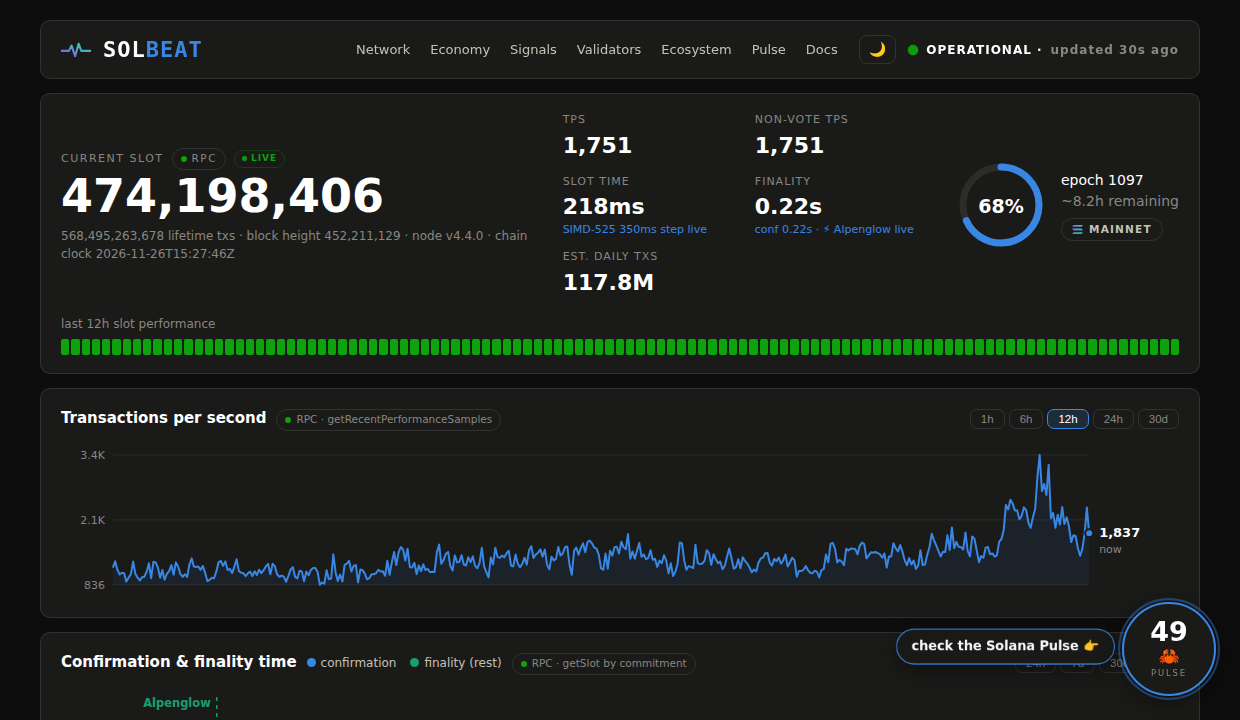 SOLBEAT
Network Economy Signals Validators Ecosystem Pulse Docs
OPERATIONAL · updated 30s ago
CURRENT SLOT RPC LIVE
474,198,406
568,495,263,678 lifetime txs · block height 452,211,129 · node v4.4.0 · chain
clock 2026-11-26T15:27:46Z
TPS
1,751
NON-VOTE TPS
1,751
SLOT TIME
218ms
SIMD-525 350ms step live
FINALITY
0.22s
conf 0.22s · ⚡ Alpenglow live
EST. DAILY TXS
117.8M
68%
epoch 1097
~8.2h remaining
MAINNET
last 12h slot performance
Transactions per second RPC · getRecentPerformanceSamples
1h 6h 12h 24h 30d
3.4K
2.1K
836
1,837
now
Confirmation & finality time confirmation finality (rest) RPC · getSlot by commitment
check the Solana Pulse 👉
49
PULSE
Alpenglow